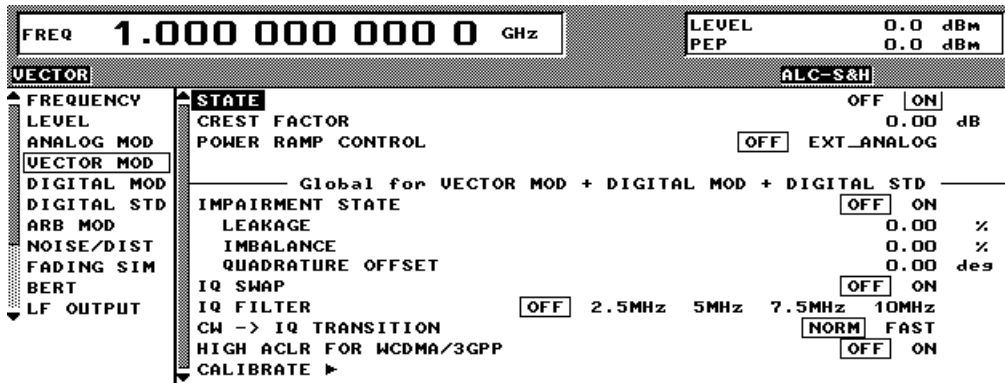 FREQ 1.000 000 000 0 GHz
LEVEL 0.0 dBm
PEP 0.0 dBm
VECTOR ALC-S&H
FREQUENCY
LEVEL
ANALOG MOD
VECTOR MOD
DIGITAL MOD
DIGITAL STD
ARB MOD
NOISE/DIST
FADING SIM
BERT
LF OUTPUT
STATE OFF ON
CREST FACTOR 0.00 dB
POWER RAMP CONTROL OFF EXT_ANALOG
Global for VECTOR MOD + DIGITAL MOD + DIGITAL STD
IMPAIRMENT STATE OFF ON
LEAKAGE 0.00 %
IMBALANCE 0.00 %
QUADRATURE OFFSET 0.00 deg
IQ SWAP OFF ON
IQ FILTER OFF 2.5MHz 5MHz 7.5MHz 10MHz
CW -> IQ TRANSITION NORM FAST
HIGH ACLR FOR WCDMA/3GPP OFF ON
CALIBRATE ►